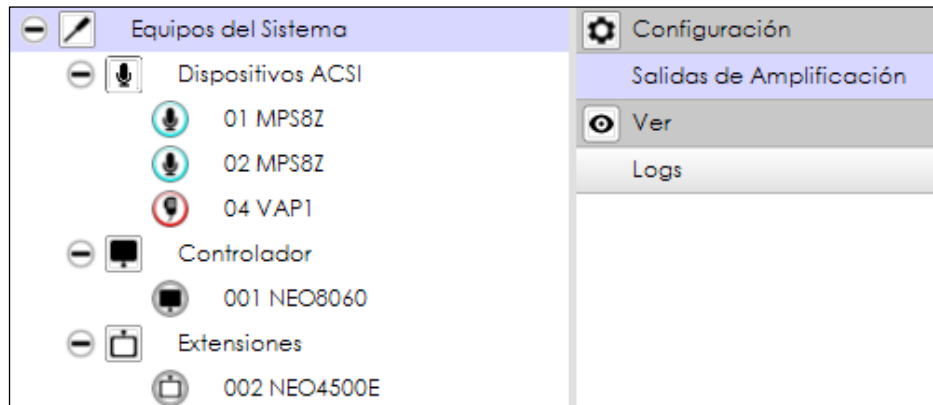 Equipos del Sistema
Dispositivos ACSI
01 MPS8Z
02 MPS8Z
04 VAP1
Controlador
001 NEO8060
Extensiones
002 NEO4500E
Configuración
Salidas de Amplificación
Ver
Logs